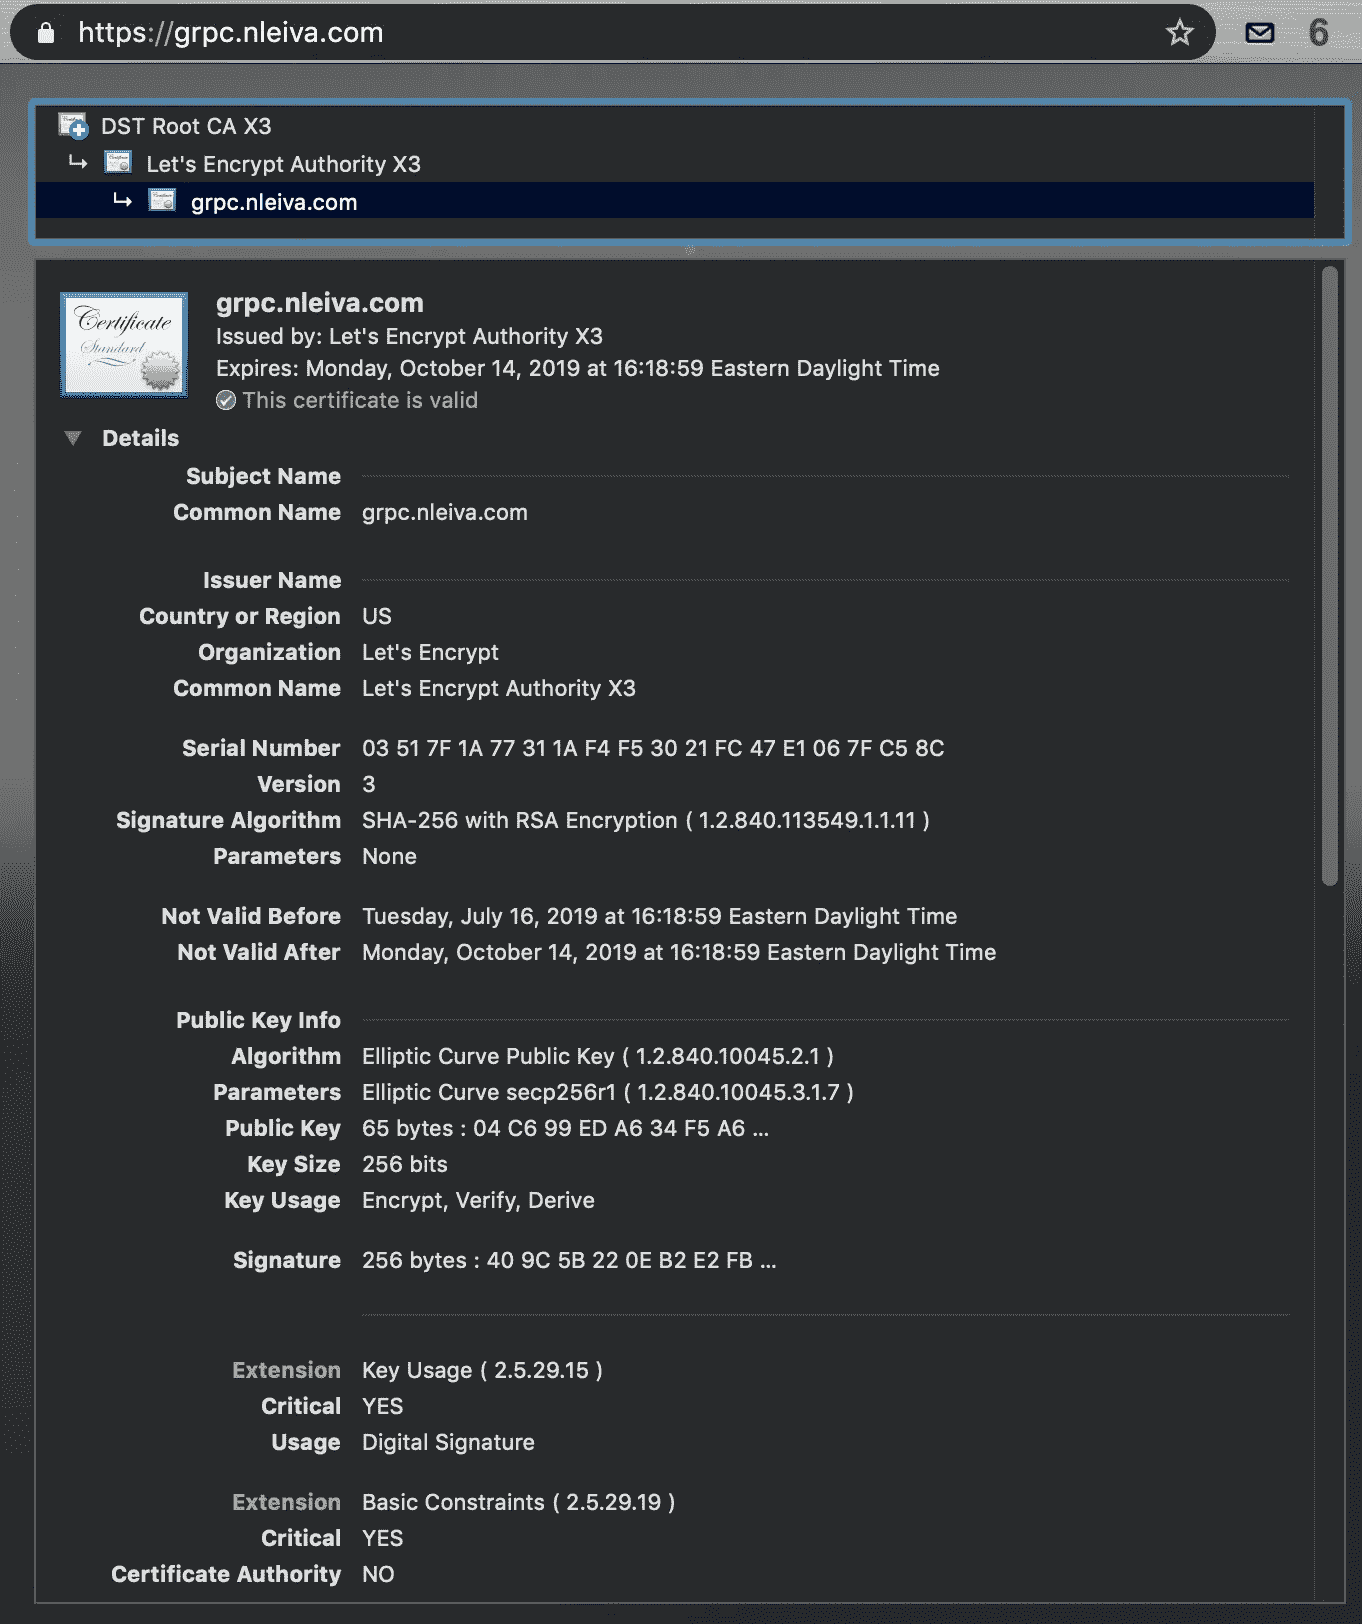 https://grpc.nleiva.com
6
DST Root CA X3
Let's Encrypt Authority X3
grpc.nleiva.com
Certificate
Standard
grpc.nleiva.com
Issued by: Let's Encrypt Authority X3
Expires: Monday, October 14, 2019 at 16:18:59 Eastern Daylight Time
This certificate is valid
Details
Subject Name
Common Name grpc.nleiva.com
Issuer Name
Country or Region US
Organization Let's Encrypt
Common Name Let's Encrypt Authority X3
Serial Number 03 51 7F 1A 77 31 1A F4 F5 30 21 FC 47 E1 06 7F C5 8C
Version 3
Signature Algorithm SHA-256 with RSA Encryption ( 1.2.840.113549.1.1.11 )
Parameters None
Not Valid Before Tuesday, July 16, 2019 at 16:18:59 Eastern Daylight Time
Not Valid After Monday, October 14, 2019 at 16:18:59 Eastern Daylight Time
Public Key Info
Algorithm Elliptic Curve Public Key ( 1.2.840.10045.2.1 )
Parameters Elliptic Curve secp256r1 ( 1.2.840.10045.3.1.7 )
Public Key 65 bytes : 04 C6 99 ED A6 34 F5 A6 ...
Key Size 256 bits
Key Usage Encrypt, Verify, Derive
Signature 256 bytes : 40 9C 5B 22 0E B2 E2 FB ...
Extension Key Usage ( 2.5.29.15 )
Critical YES
Usage Digital Signature
Extension Basic Constraints ( 2.5.29.19 )
Critical YES
Certificate Authority NO